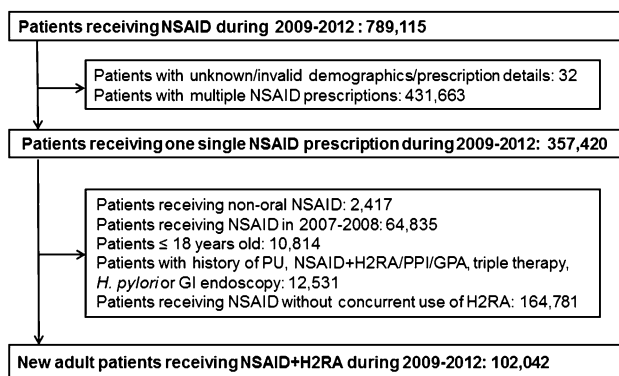 Patients receiving NSAID during 2009-2012 : 789,115
Patients with unknown/invalid demographics/prescription details: 32
Patients with multiple NSAID prescriptions: 431,663
Patients receiving one single NSAID prescription during 2009-2012: 357,420
Patients receiving non-oral NSAID: 2,417
Patients receiving NSAID in 2007-2008: 64,835
Patients ≤ 18 years old: 10,814
Patients with history of PU, NSAID+H2RA/PPI/GPA, triple therapy,
H. pylori or GI endoscopy: 12,531
Patients receiving NSAID without concurrent use of H2RA: 164,781
New adult patients receiving NSAID+H2RA during 2009-2012: 102,042